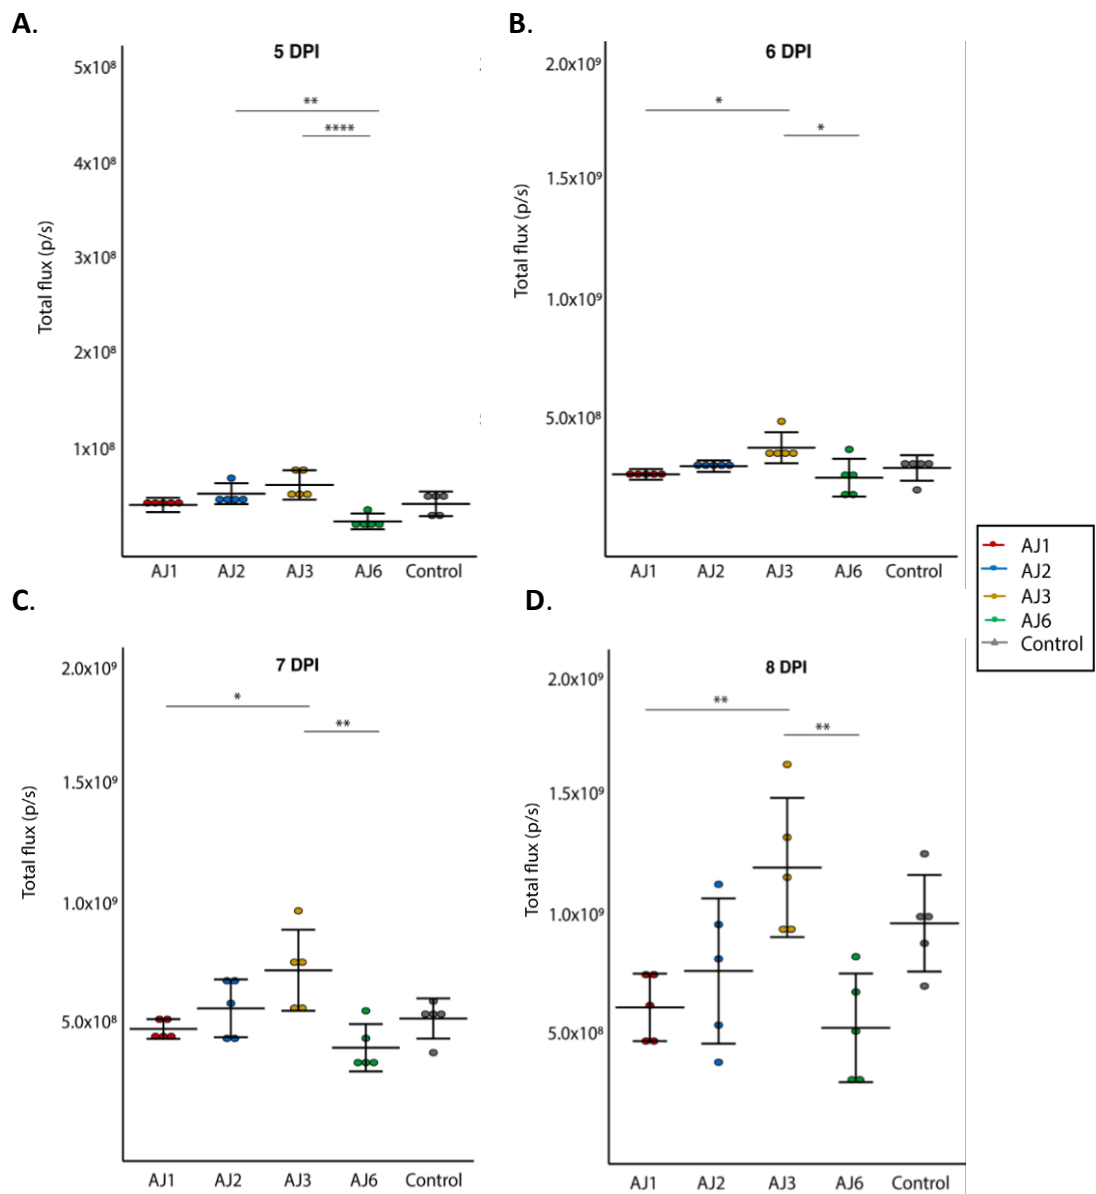 A.
5 DPI
5x10⁸
4x10⁸
3x10⁸
2x10⁸
1x10⁸
Total flux (p/s)
**
****
AJ1 AJ2 AJ3 AJ6 Control
B.
6 DPI
2.0x10⁹
1.5x10⁹
1.0x10⁹
5.0x10⁸
Total flux (p/s)
*
*
AJ1 AJ2 AJ3 AJ6 Control
AJ1
AJ2
AJ3
AJ6
Control
C.
7 DPI
2.0x10⁹
1.5x10⁹
1.0x10⁹
5.0x10⁸
Total flux (p/s)
*
**
AJ1 AJ2 AJ3 AJ6 Control
D.
8 DPI
2.0x10⁹
1.5x10⁹
1.0x10⁹
5.0x10⁸
Total flux (p/s)
**
**
AJ1 AJ2 AJ3 AJ6 Control